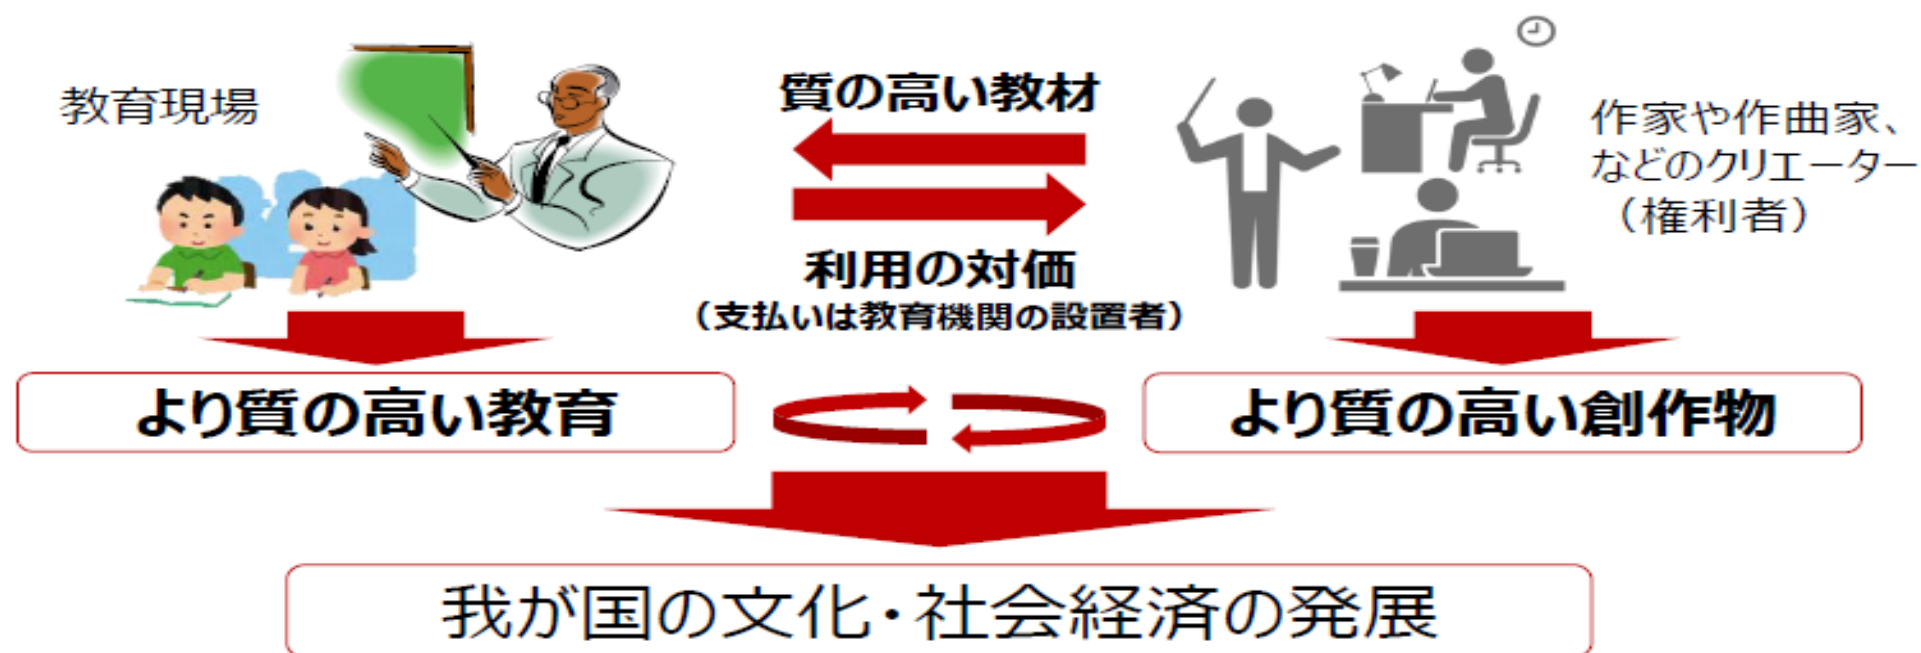 教育現場
質の高い教材
作家や作曲家、
などのクリエーター
（権利者）
利用の対価
（支払いは教育機関の設置者）
より質の高い教育
より質の高い創作物
我が国の文化・社会経済の発展